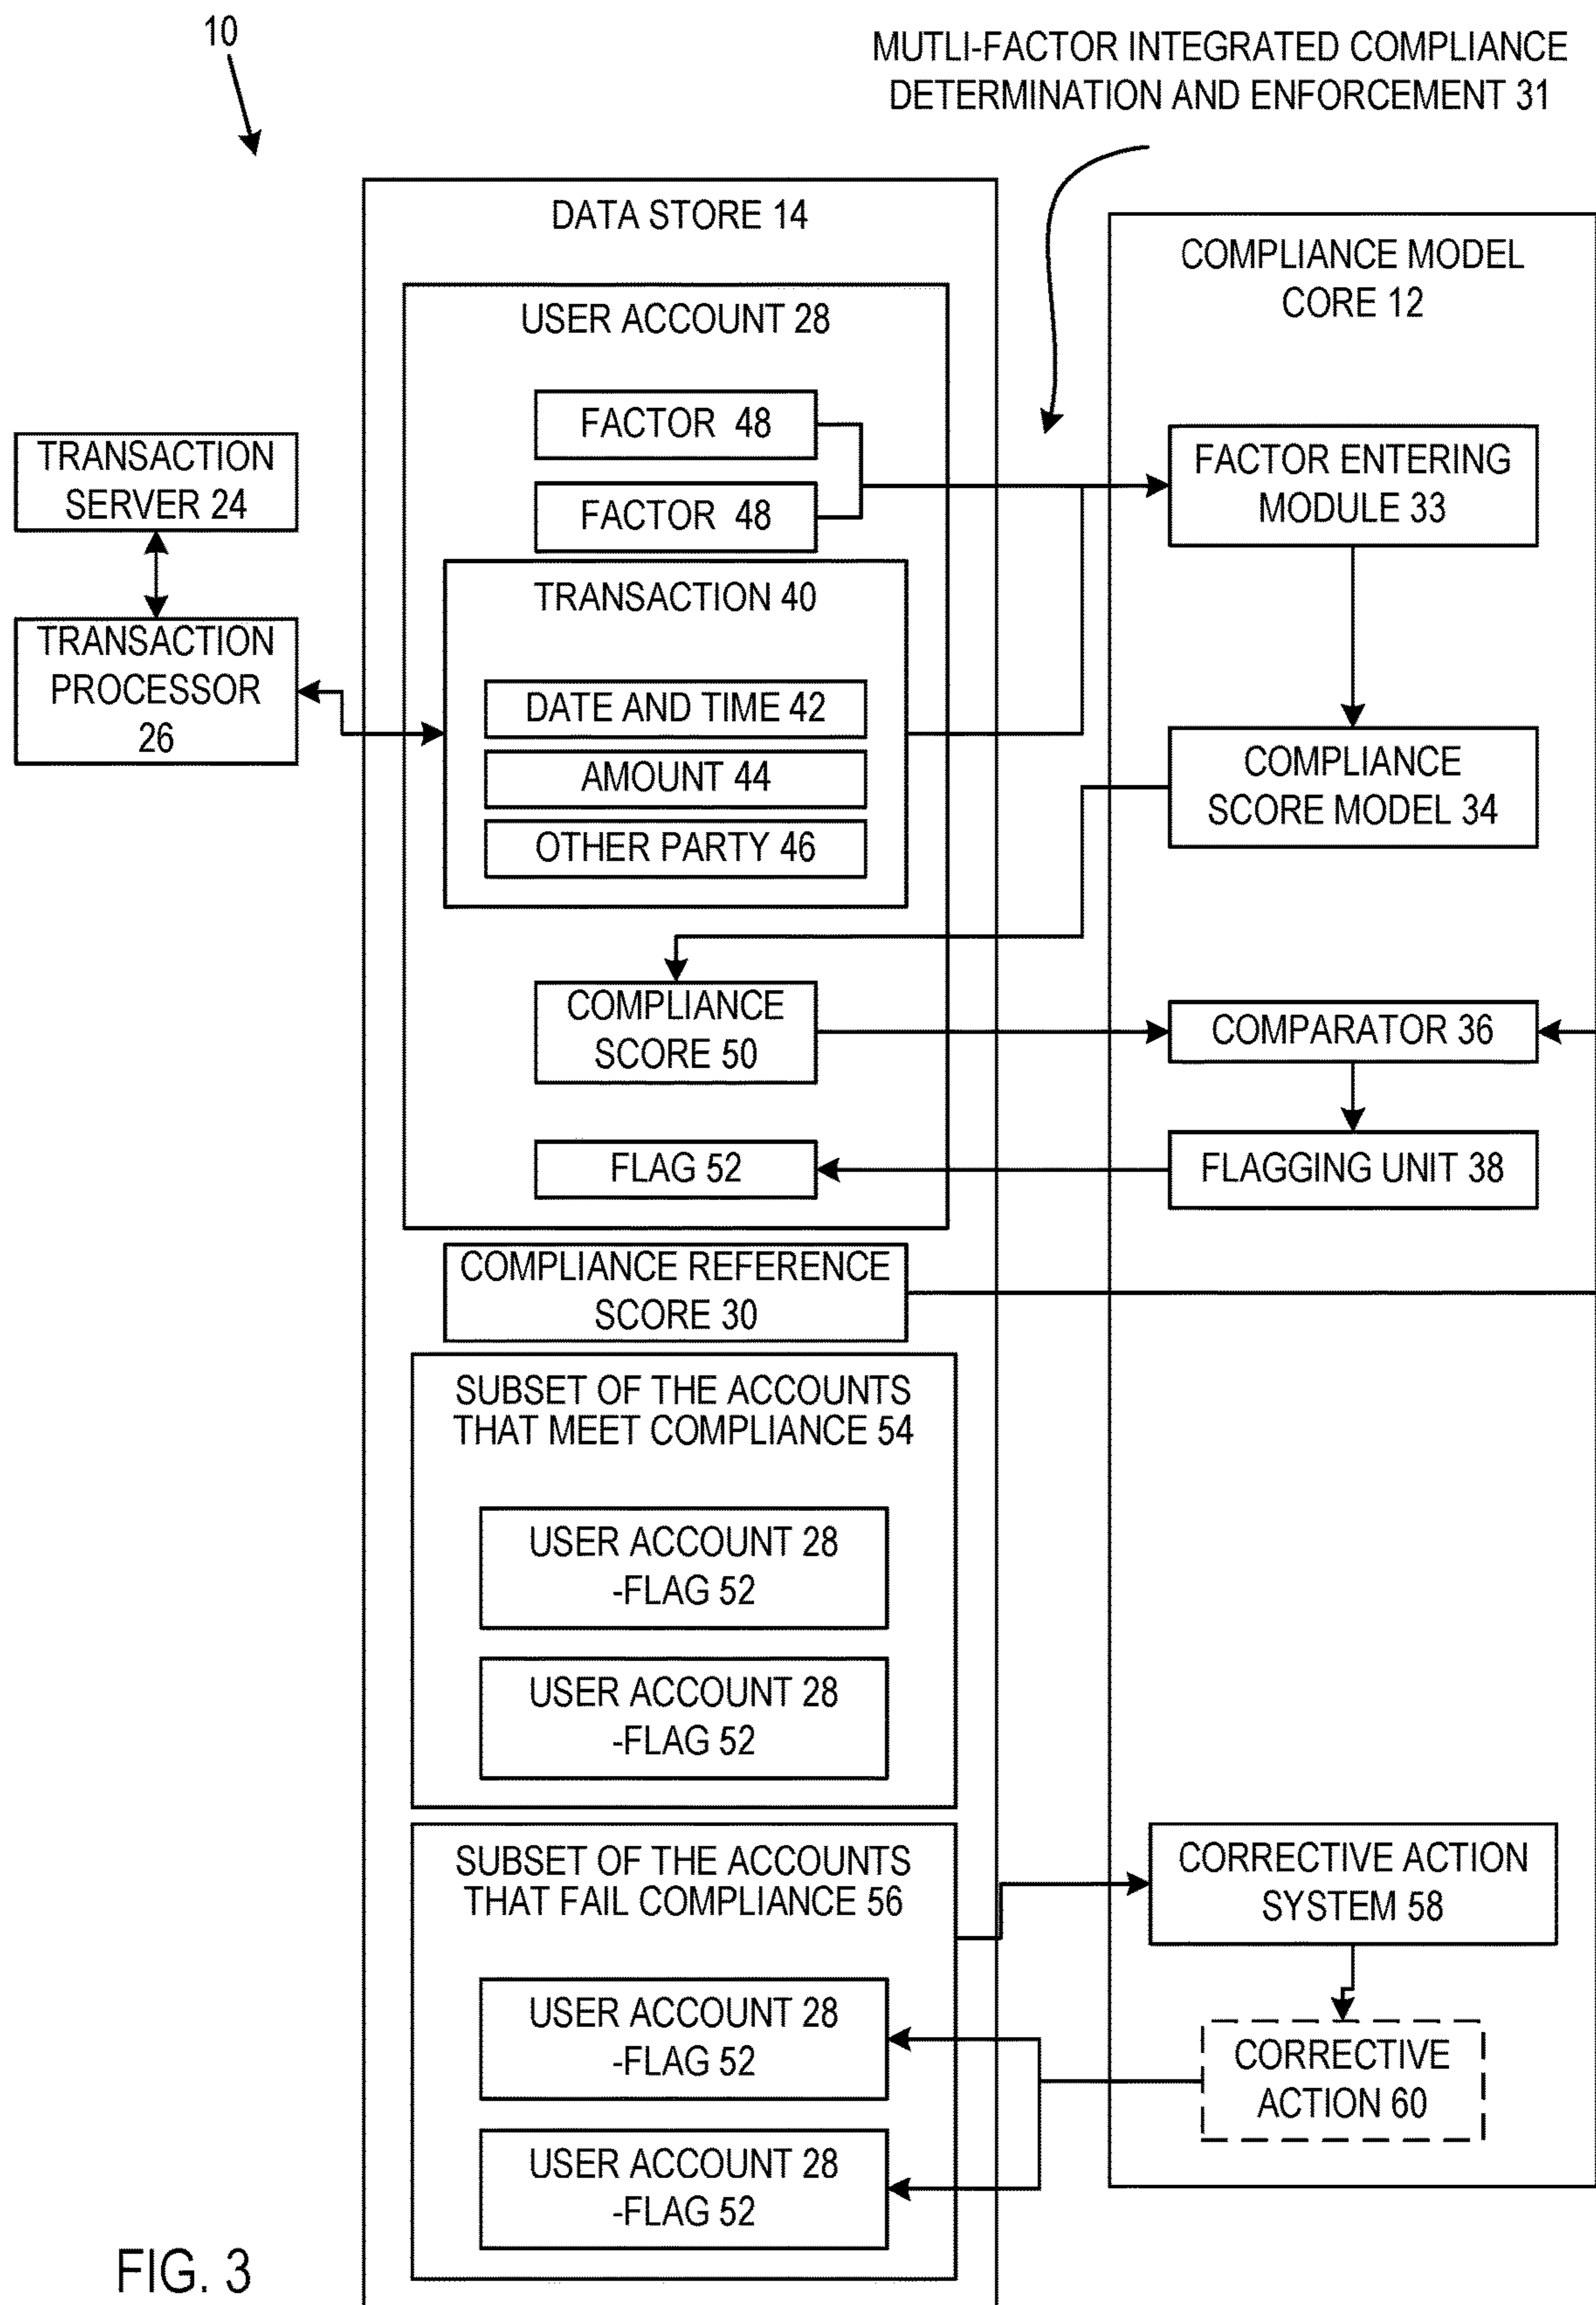 10
MUTLI-FACTOR INTEGRATED COMPLIANCE
DETERMINATION AND ENFORCEMENT 31
DATA STORE 14
USER ACCOUNT 28
FACTOR 48
FACTOR 48
TRANSACTION 40
DATE AND TIME 42
AMOUNT 44
OTHER PARTY 46
COMPLIANCE
SCORE 50
FLAG 52
COMPLIANCE REFERENCE
SCORE 30
SUBSET OF THE ACCOUNTS
THAT MEET COMPLIANCE 54
USER ACCOUNT 28
-FLAG 52
USER ACCOUNT 28
-FLAG 52
SUBSET OF THE ACCOUNTS
THAT FAIL COMPLIANCE 56
USER ACCOUNT 28
-FLAG 52
USER ACCOUNT 28
-FLAG 52
TRANSACTION
SERVER 24
TRANSACTION
PROCESSOR
26
COMPLIANCE MODEL
CORE 12
FACTOR ENTERING
MODULE 33
COMPLIANCE
SCORE MODEL 34
COMPARATOR 36
FLAGGING UNIT 38
CORRECTIVE ACTION
SYSTEM 58
CORRECTIVE
ACTION 60
FIG. 3